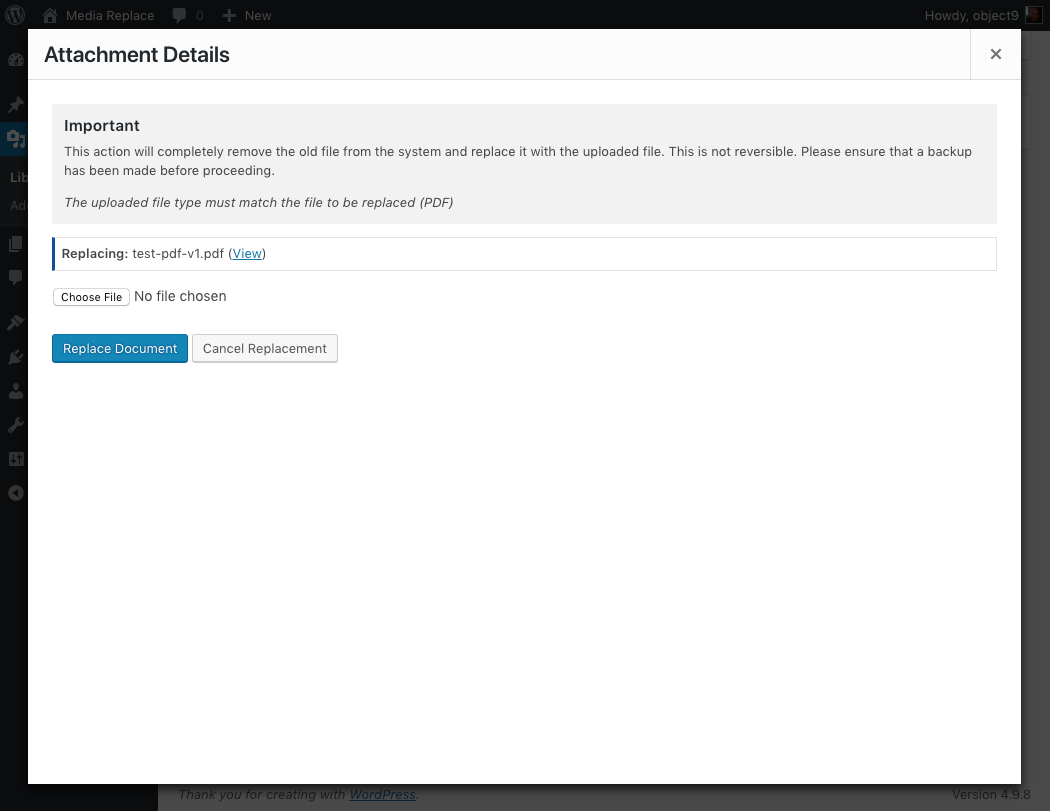 Media Replace 0 New Howdy, object9
Attachment Details
Important
This action will completely remove the old file from the system and replace it with the uploaded file. This is not reversible. Please ensure that a backup
has been made before proceeding.
The uploaded file type must match the file to be replaced (PDF)
Lib
Ad
Replacing: test-pdf-v1.pdf (View)
Choose File No file chosen
Replace Document Cancel Replacement
Thank you for creating with WordPress. Version 4.9.8